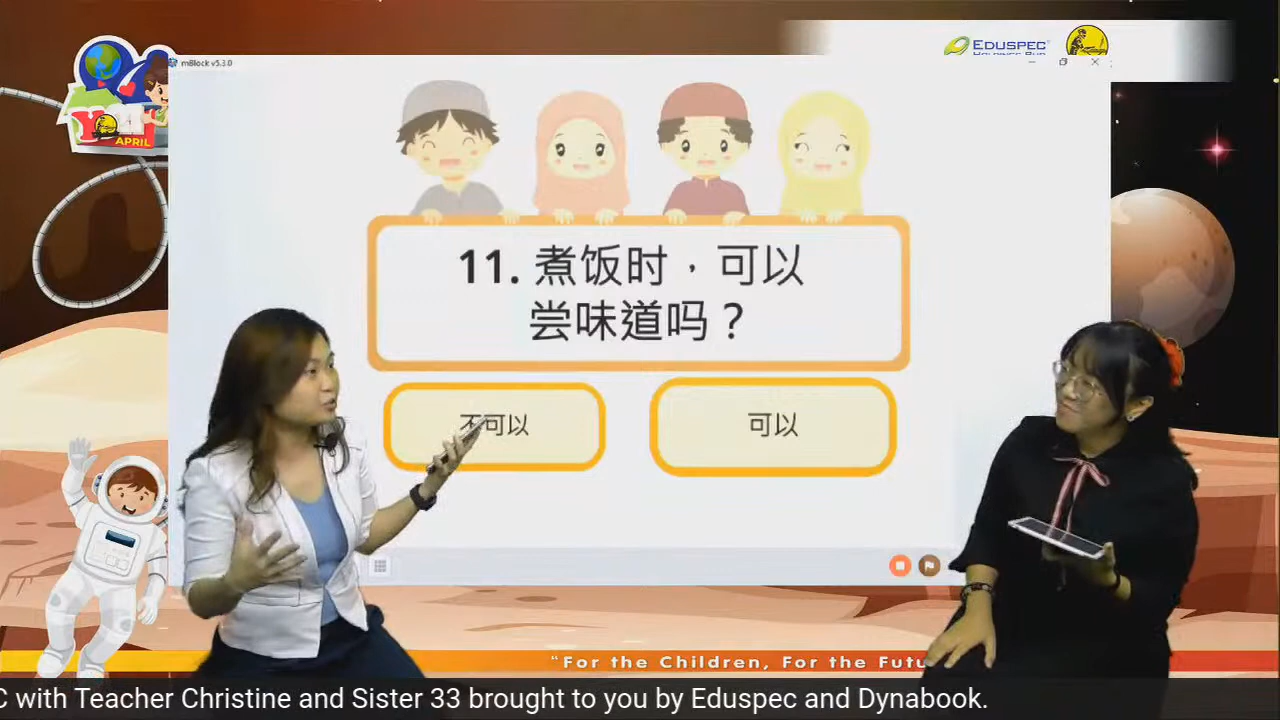 EDUSPEC
mBlock v5.3.0
APRIL
11. 煮饭时，可以
尝味道吗？
不可以
可以
“For the Children, For the Futu
C with Teacher Christine and Sister 33 brought to you by Eduspec and Dynabook.